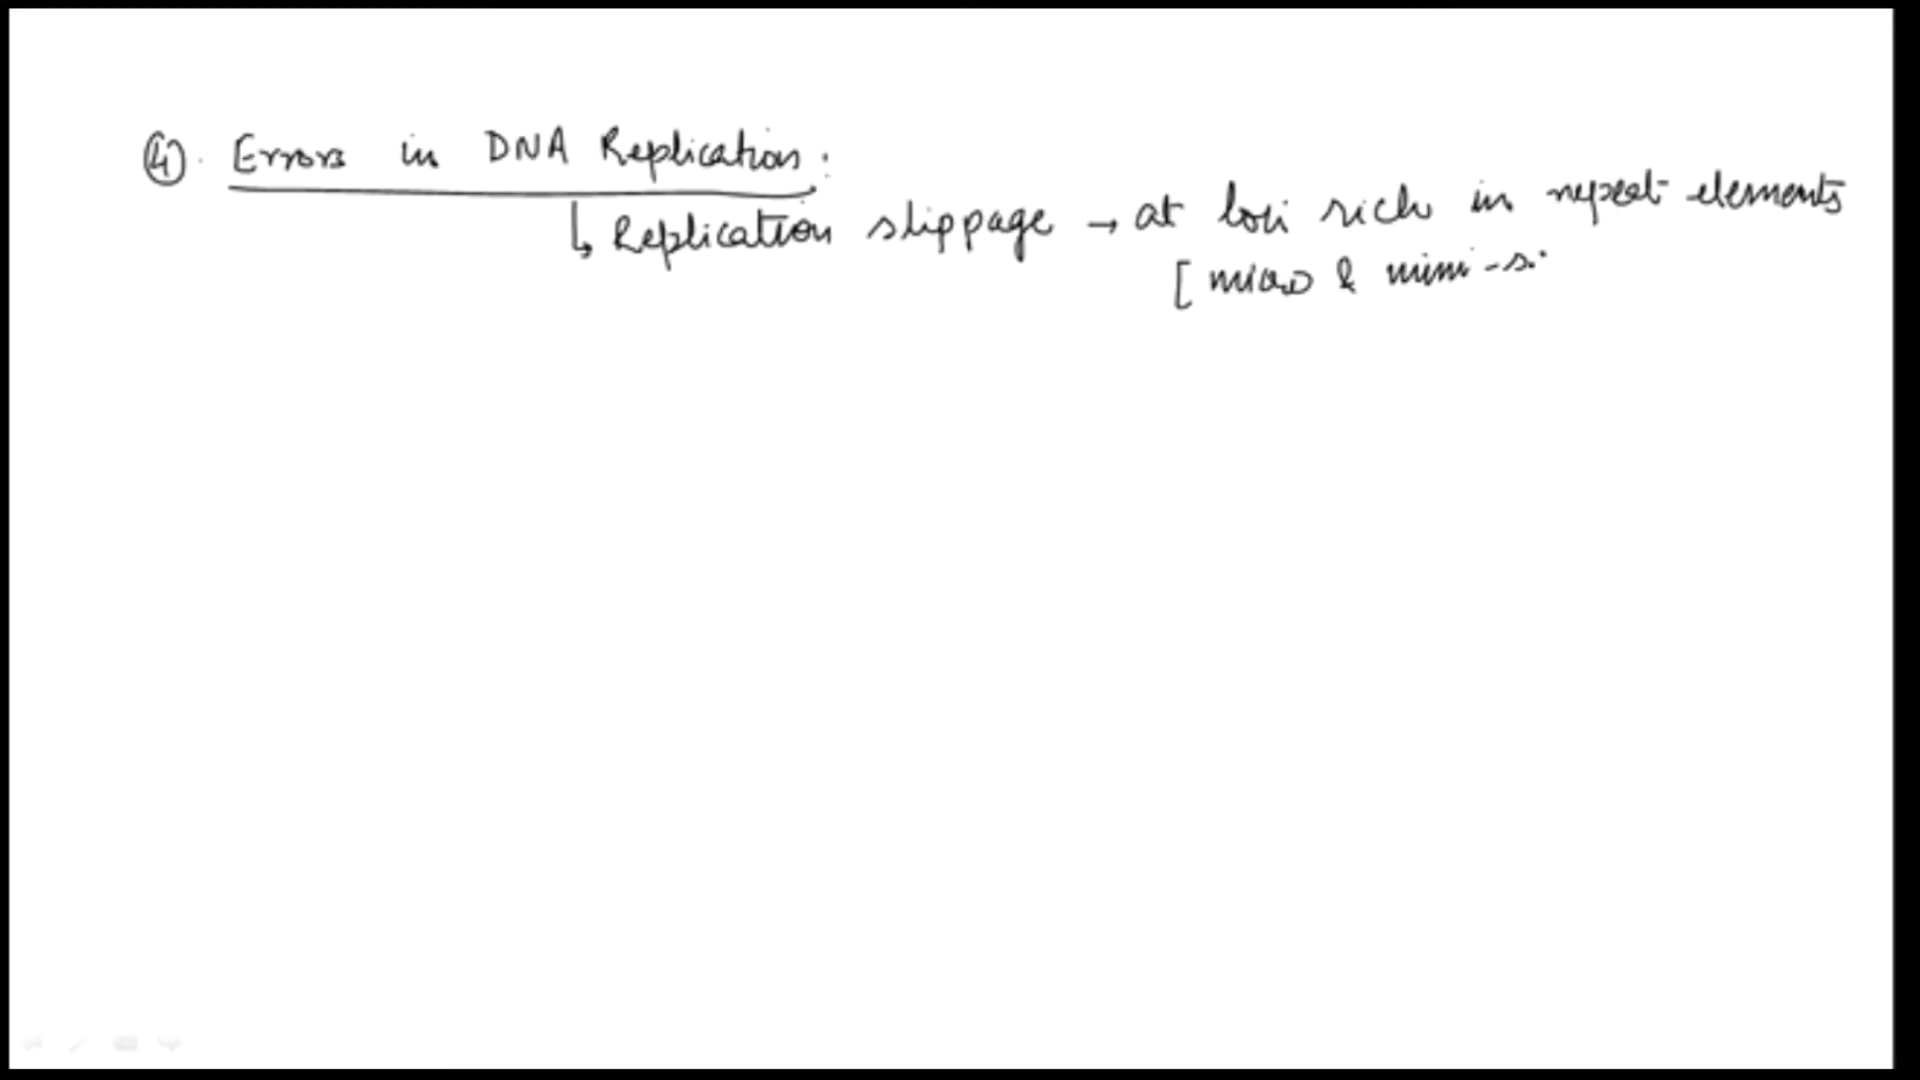 ④. Errors in DNA Replication:
↳ Replication slippage → at loci rich in repeat elements
[micro & mini-s.